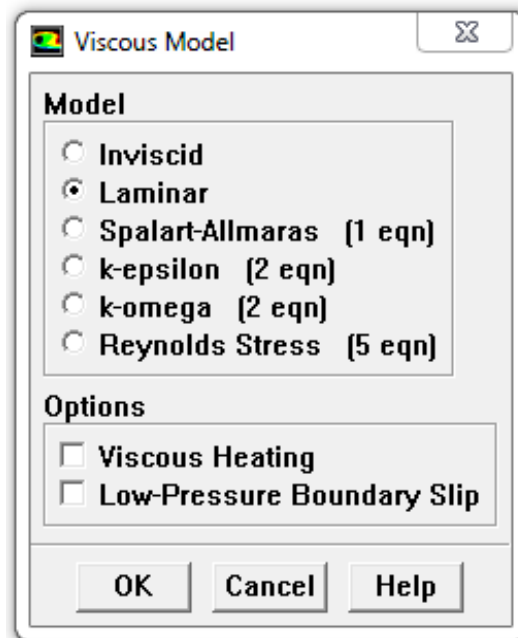 Viscous Model
Model
Inviscid
Laminar
Spalart-Allmaras (1 eqn)
k-epsilon (2 eqn)
k-omega (2 eqn)
Reynolds Stress (5 eqn)
Options
Viscous Heating
Low-Pressure Boundary Slip
OK Cancel Help